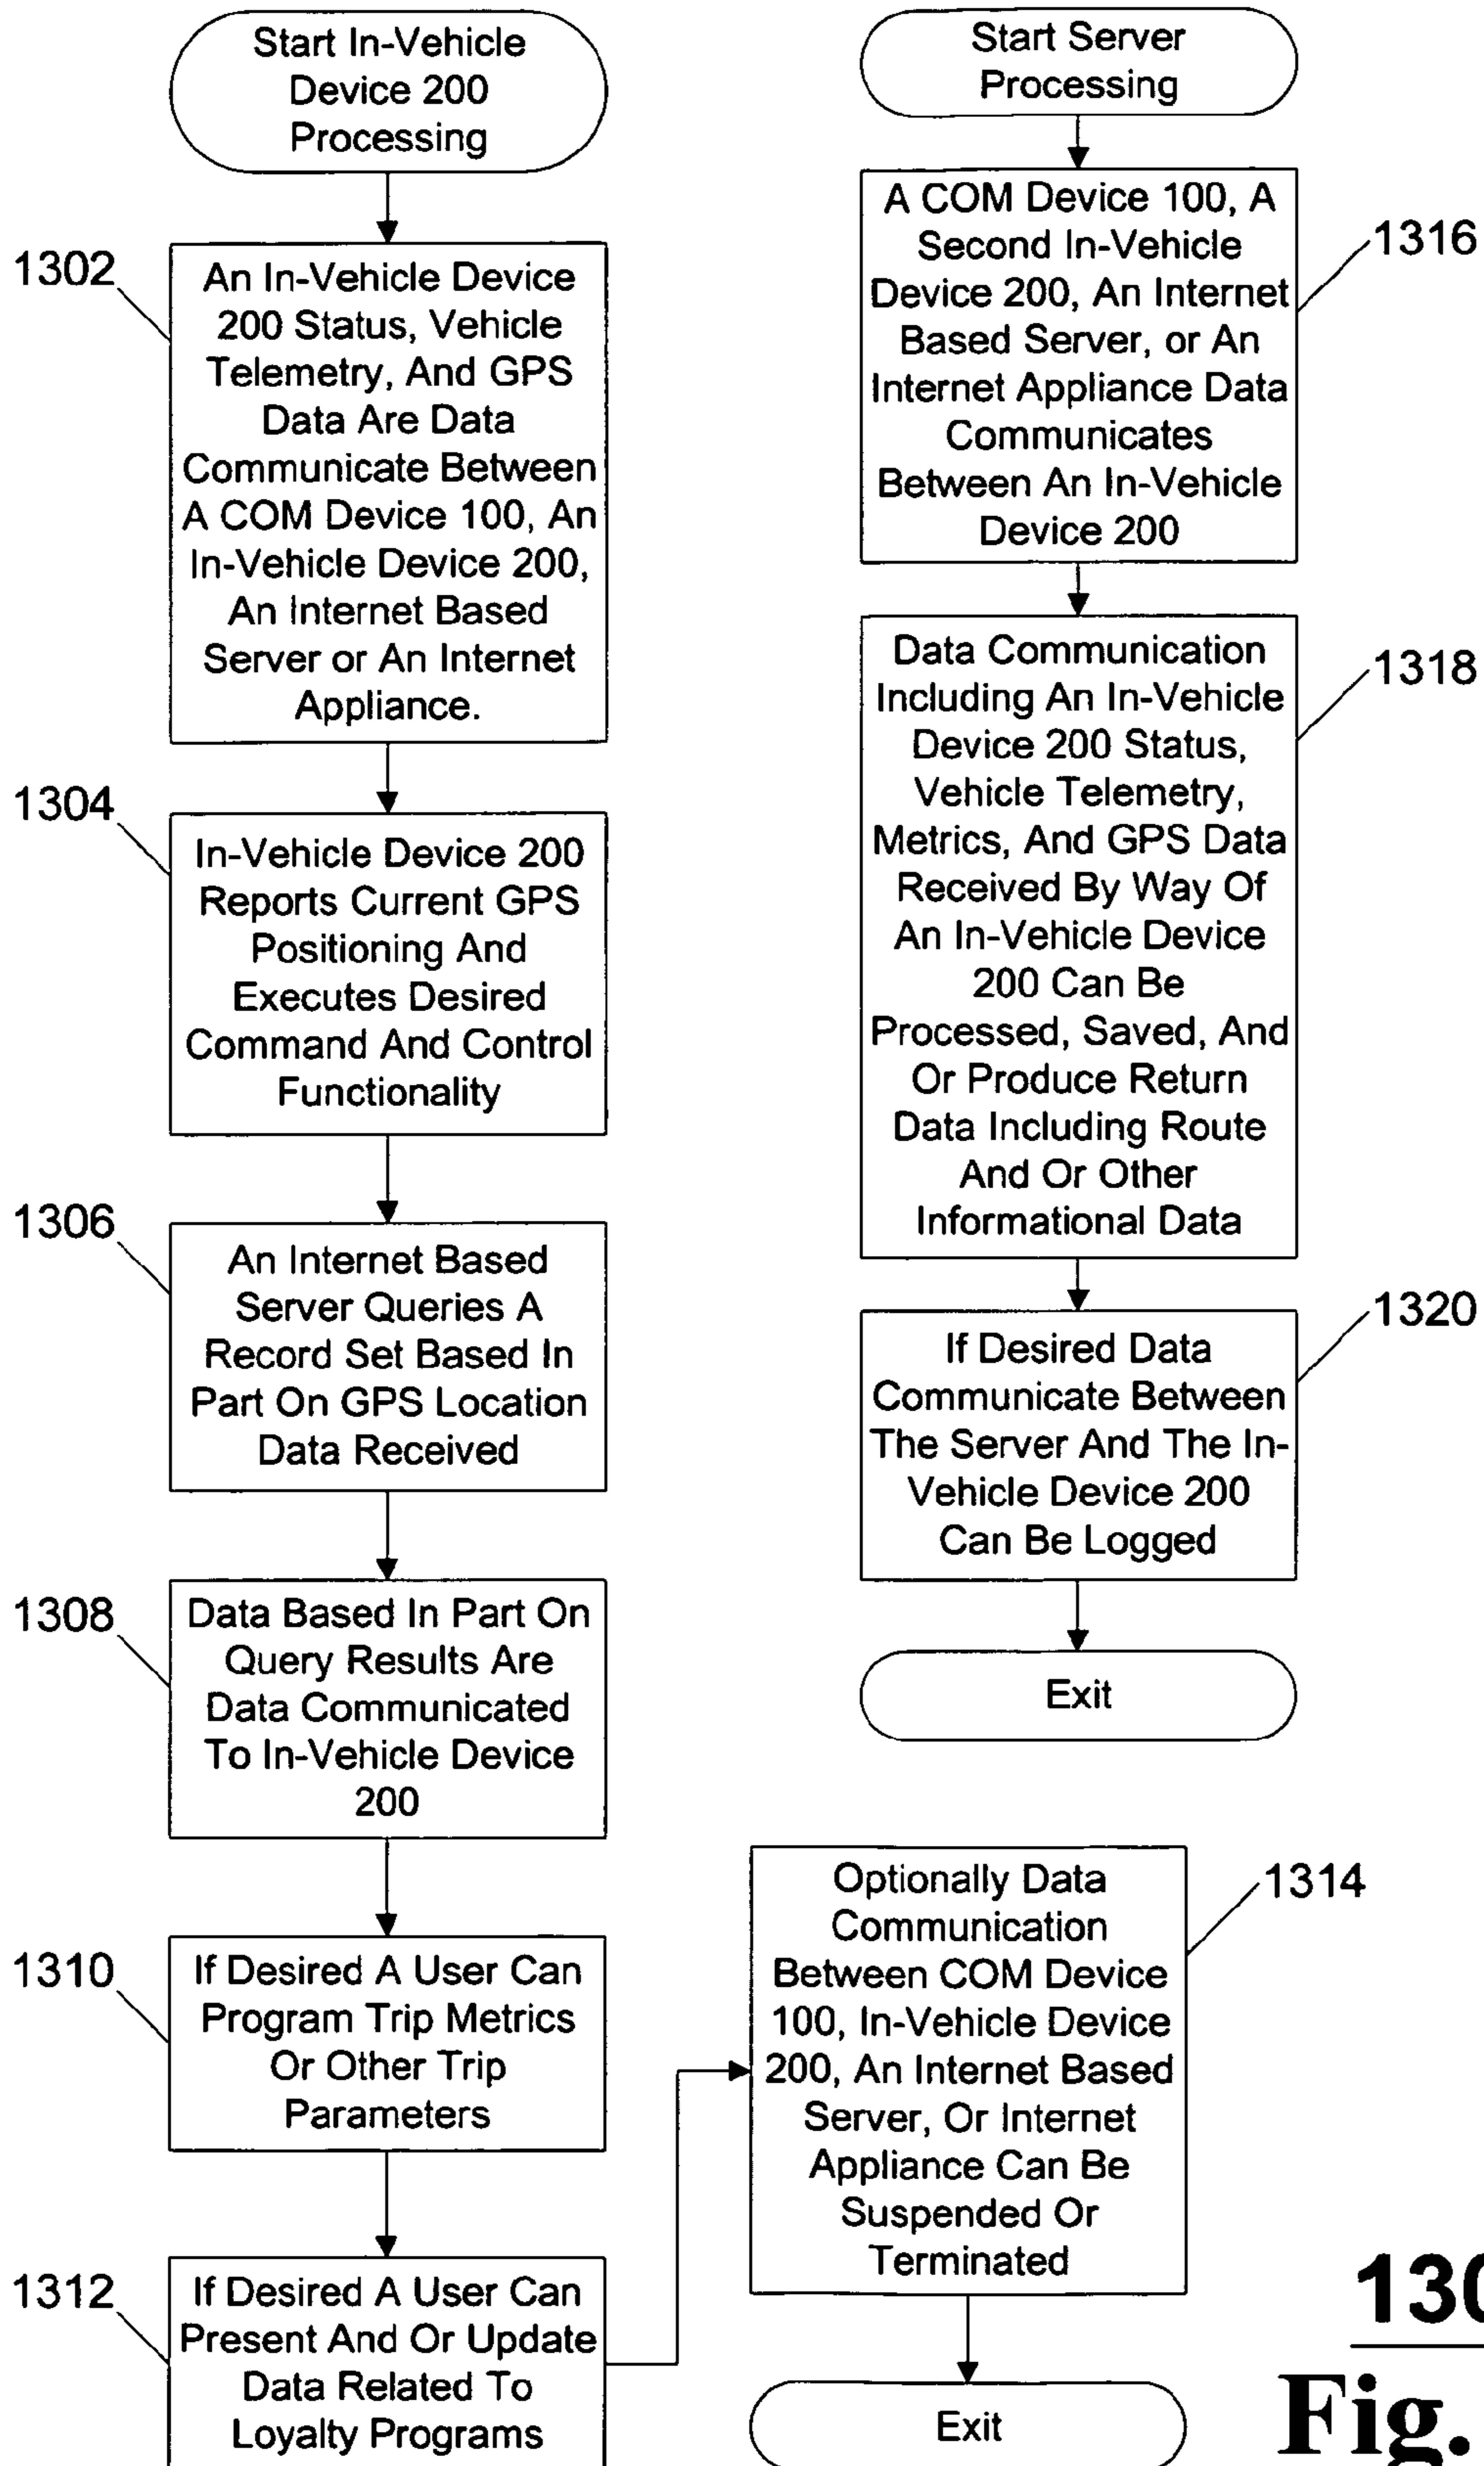 Start In-Vehicle
Device 200
Processing
1302
An In-Vehicle Device
200 Status, Vehicle
Telemetry, And GPS
Data Are Data
Communicate Between
A COM Device 100, An
In-Vehicle Device 200,
An Internet Based
Server or An Internet
Appliance.
1304
In-Vehicle Device 200
Reports Current GPS
Positioning And
Executes Desired
Command And Control
Functionality
1306
An Internet Based
Server Queries A
Record Set Based In
Part On GPS Location
Data Received
1308
Data Based In Part On
Query Results Are
Data Communicated
To In-Vehicle Device
200
1310
If Desired A User Can
Program Trip Metrics
Or Other Trip
Parameters
1312
If Desired A User Can
Present And Or Update
Data Related To
Loyalty Programs
1314
Optionally Data
Communication
Between COM Device
100, In-Vehicle Device
200, An Internet Based
Server, Or Internet
Appliance Can Be
Suspended Or
Terminated
Exit
Start Server
Processing
1316
A COM Device 100, A
Second In-Vehicle
Device 200, An Internet
Based Server, or An
Internet Appliance Data
Communicates
Between An In-Vehicle
Device 200
1318
Data Communication
Including An In-Vehicle
Device 200 Status,
Vehicle Telemetry,
Metrics, And GPS Data
Received By Way Of
An In-Vehicle Device
200 Can Be
Processed, Saved, And
Or Produce Return
Data Including Route
And Or Other
Informational Data
1320
If Desired Data
Communicate Between
The Server And The In-
Vehicle Device 200
Can Be Logged
Exit
Fig.